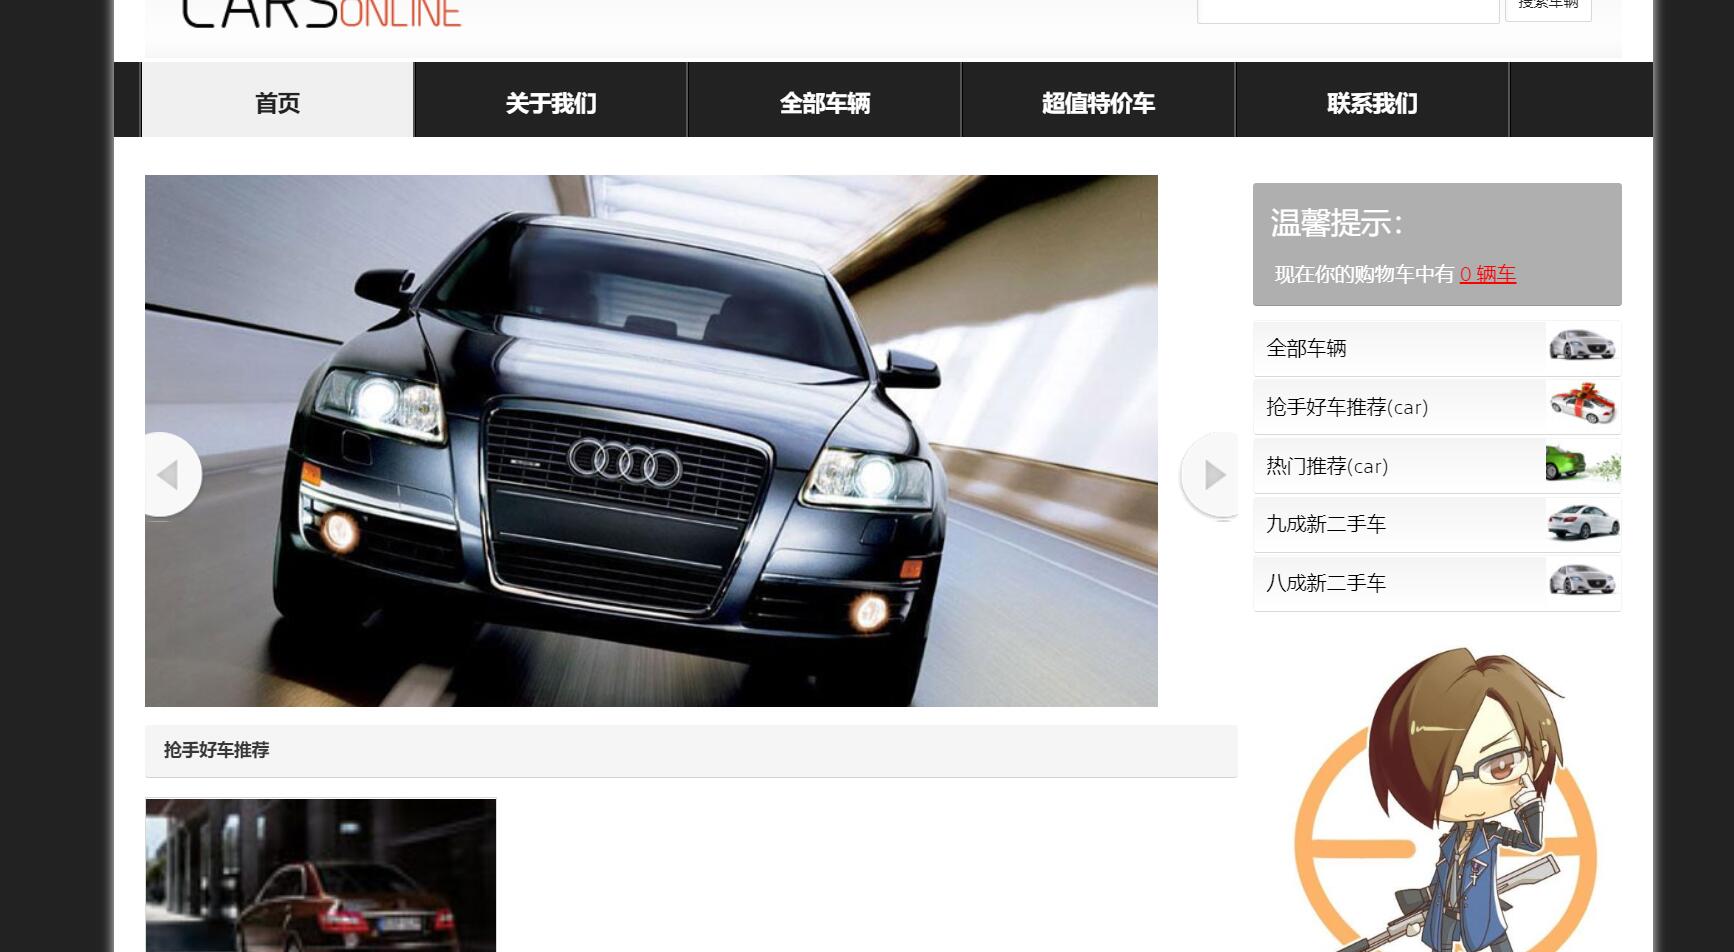 CARSONLINE
搜索车辆
首页
关于我们
全部车辆
超值特价车
联系我们
温馨提示：
现在你的购物车中有 0 辆车
全部车辆
抢手好车推荐(car)
热门推荐(car)
九成新二手车
八成新二手车
抢手好车推荐